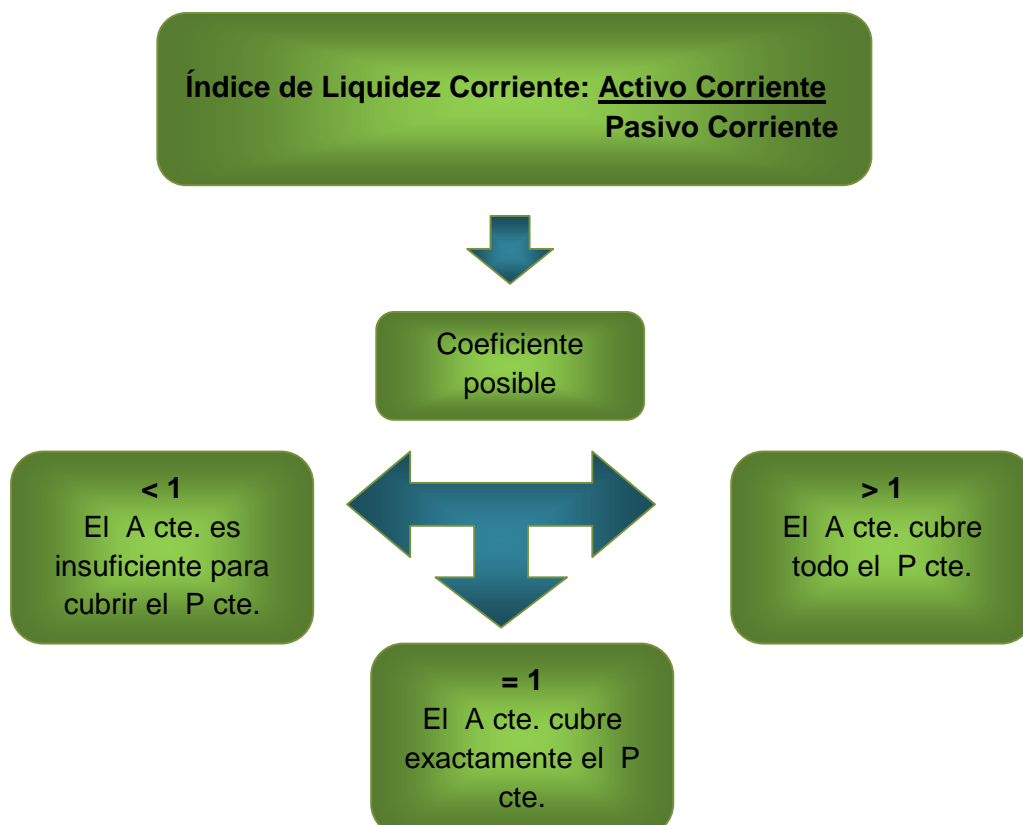 Índice de Liquidez Corriente: Activo Corriente
Pasivo Corriente
Coeficiente
posible
< 1
El A cte. es
insuficiente para
cubrir el P cte.
> 1
El A cte. cubre
todo el P cte.
= 1
El A cte. cubre
exactamente el P
cte.